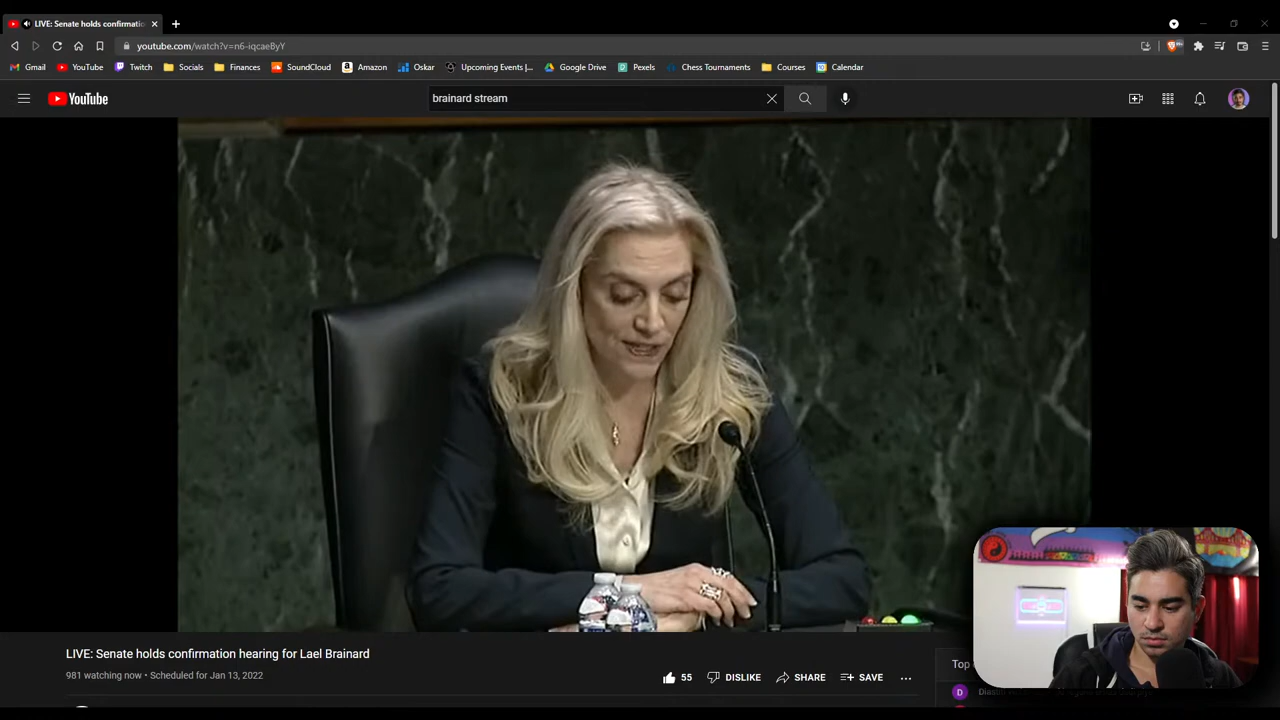 LIVE: Senate holds confirmatio
youtube.com/watch?v=n6-iqcaeByY
Gmail YouTube Twitch Socials Finances SoundCloud Amazon Oskar Upcoming Events |... Google Drive Pexels Chess Tournaments Courses Calendar
YouTube
brainard stream
LIVE: Senate holds confirmation hearing for Lael Brainard
981 watching now • Scheduled for Jan 13, 2022
55 DISLIKE SHARE SAVE
Top
D